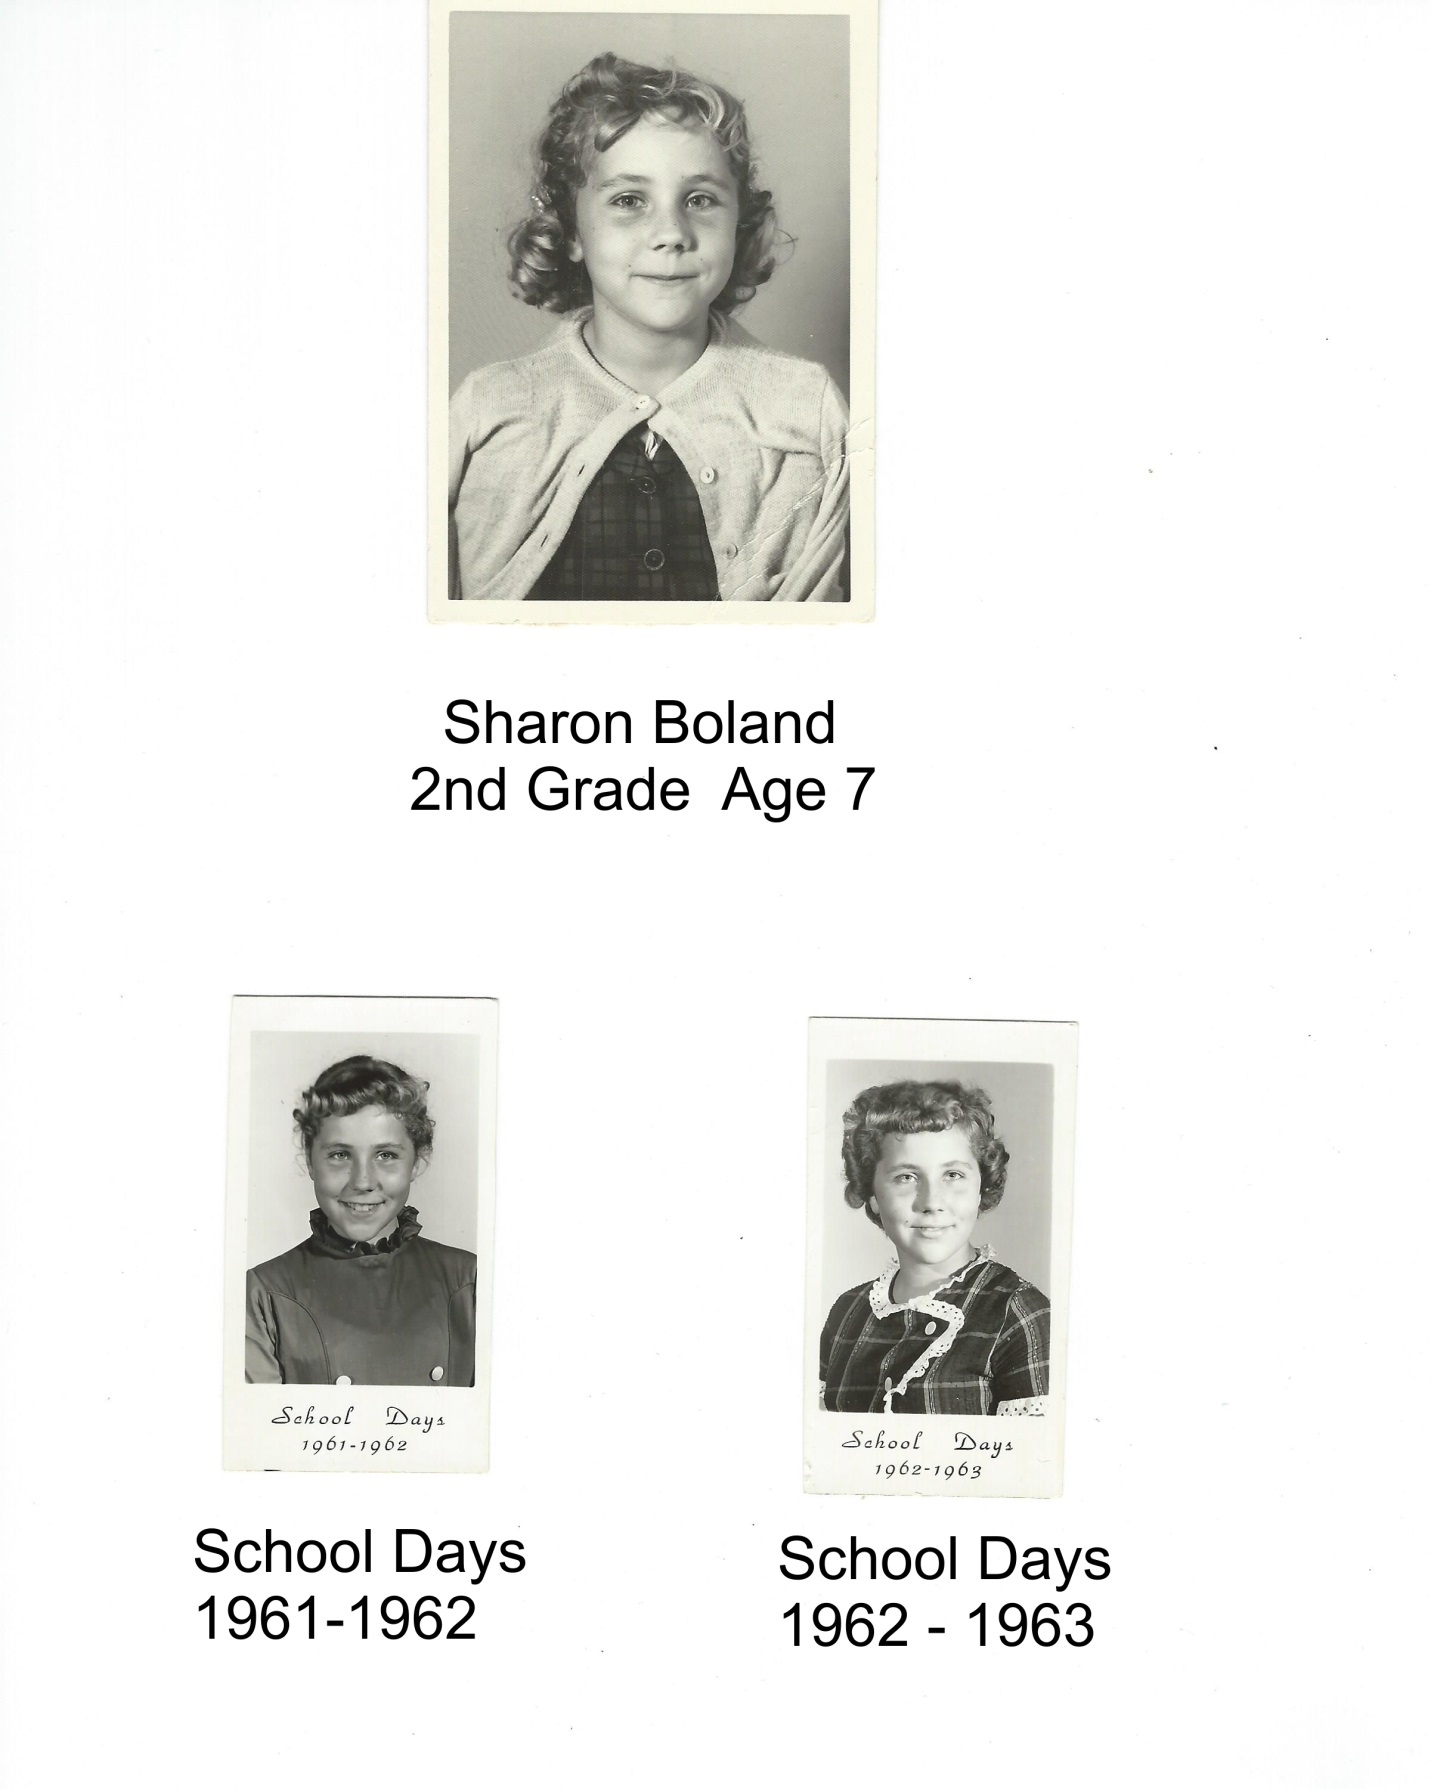 Sharon Boland
2nd Grade Age 7
School Days
1961-1962
School Days
1962-1963
School Days
1961-1962
School Days
1962 - 1963